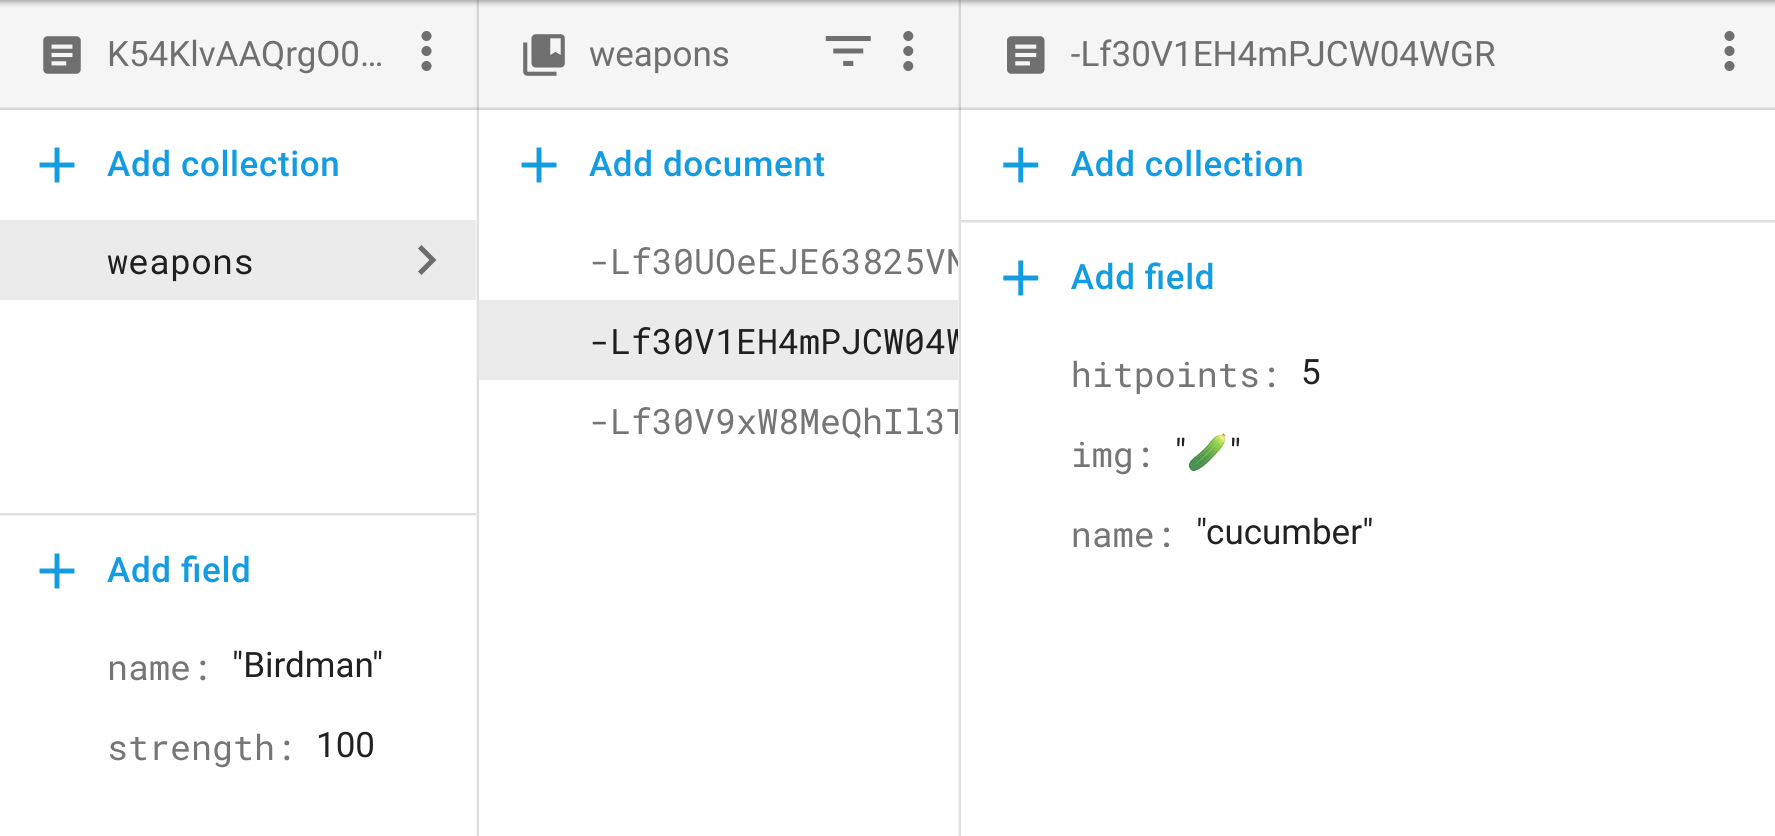 K54KlvAAQrgO0...
Add collection
weapons
Add field
name: "Birdman"
strength: 100
weapons
Add document
-Lf30UOeEJE63825VN
-Lf30V1EH4mPJCW04W
-Lf30V9xW8MeQhIl3T
-Lf30V1EH4mPJCW04WGR
Add collection
Add field
hitpoints: 5
img: "🥒"
name: "cucumber"